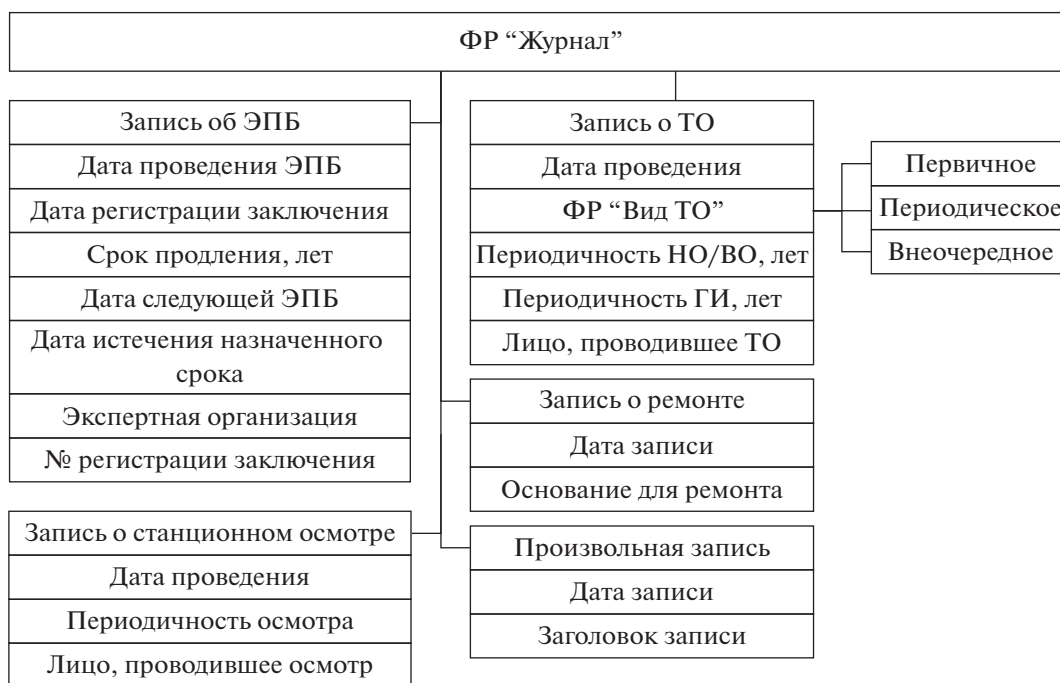 ФР “Журнал”
Запись об ЭПБ
Дата проведения ЭПБ
Дата регистрации заключения
Срок продления, лет
Дата следующей ЭПБ
Дата истечения назначенного
срока
Экспертная организация
№ регистрации заключения
Запись о станционном осмотре
Дата проведения
Периодичность осмотра
Лицо, проводившее осмотр
Запись о ТО
Дата проведения
ФР “Вид ТО”
Периодичность НО/ВО, лет
Периодичность ГИ, лет
Лицо, проводившее ТО
Первичное
Периодическое
Внеочередное
Запись о ремонте
Дата записи
Основание для ремонта
Произвольная запись
Дата записи
Заголовок записи